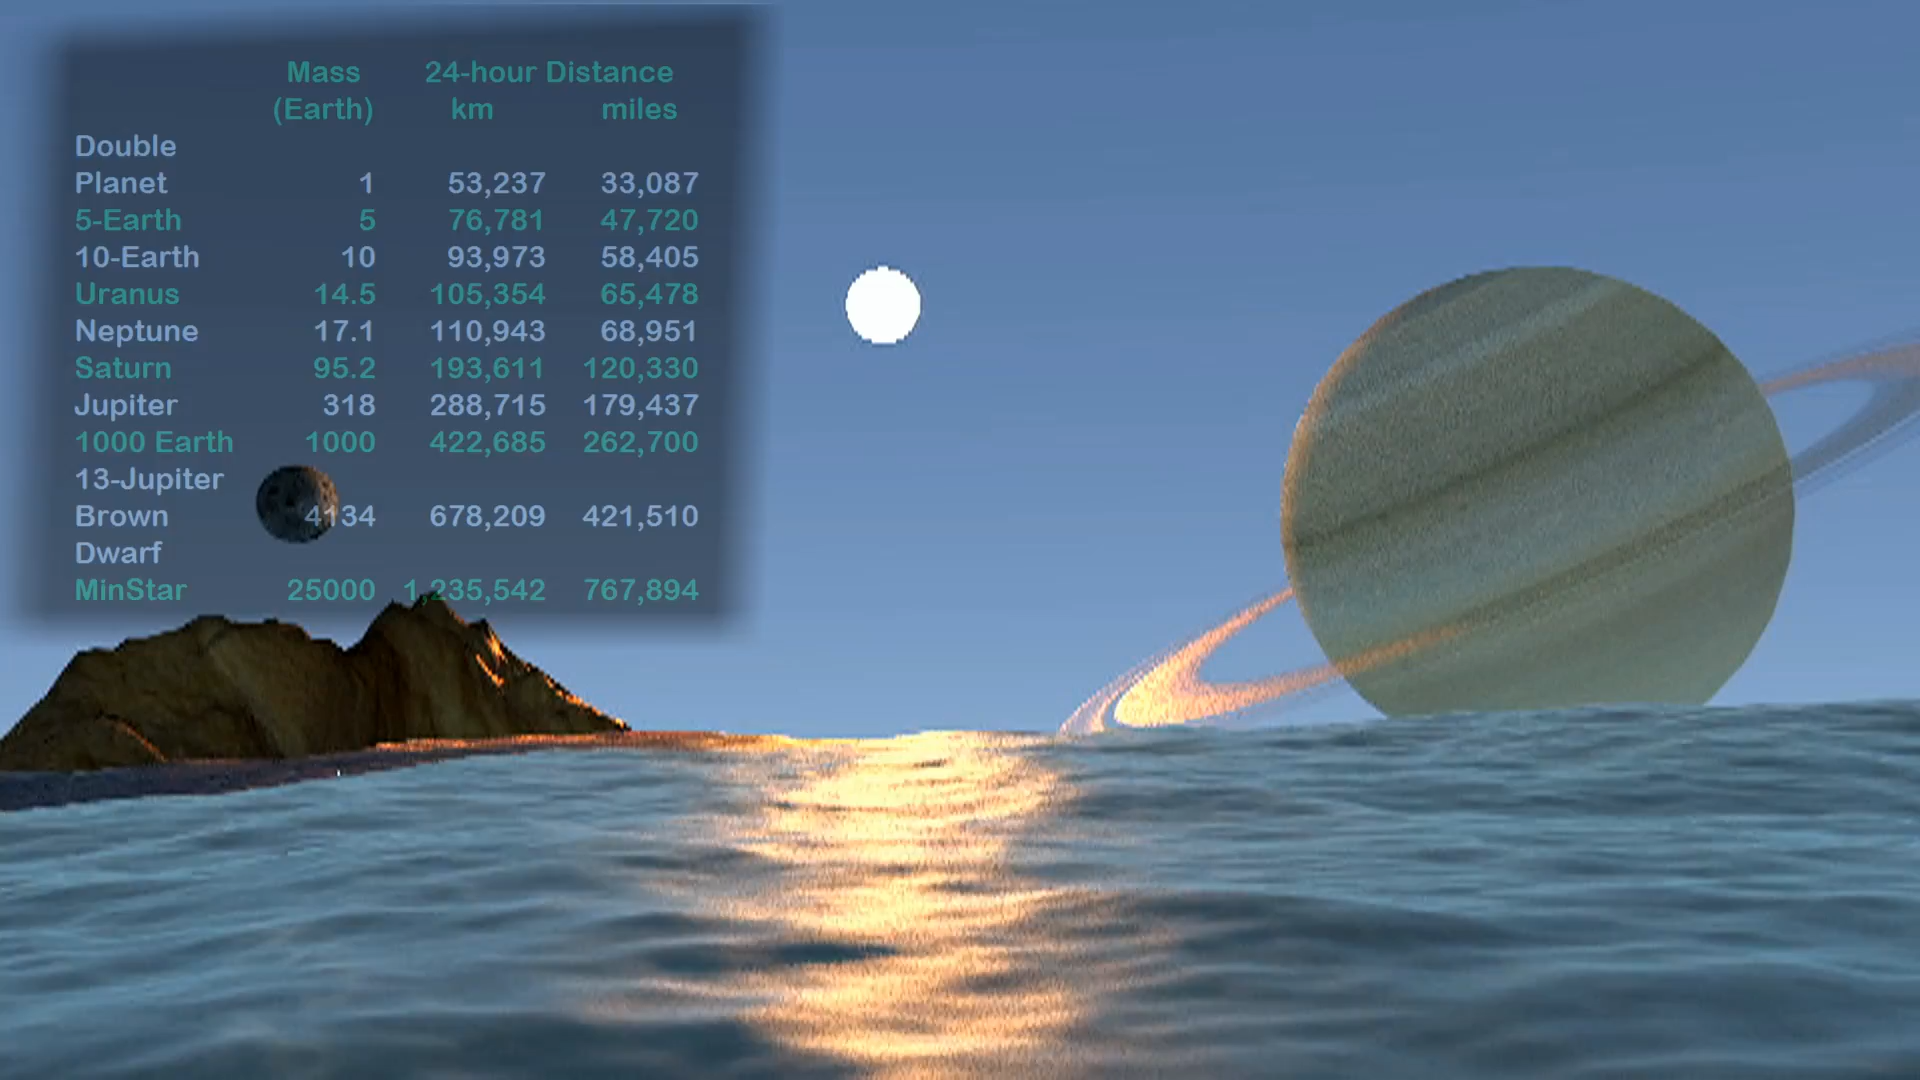 Mass 24-hour Distance
(Earth) km miles
Double
Planet 1 53,237 33,087
5-Earth 5 76,781 47,720
10-Earth 10 93,973 58,405
Uranus 14.5 105,354 65,478
Neptune 17.1 110,943 68,951
Saturn 95.2 193,611 120,330
Jupiter 318 288,715 179,437
1000 Earth 1000 422,685 262,700
13-Jupiter
Brown 4134 678,209 421,510
Dwarf
MinStar 25000 1,235,542 767,894